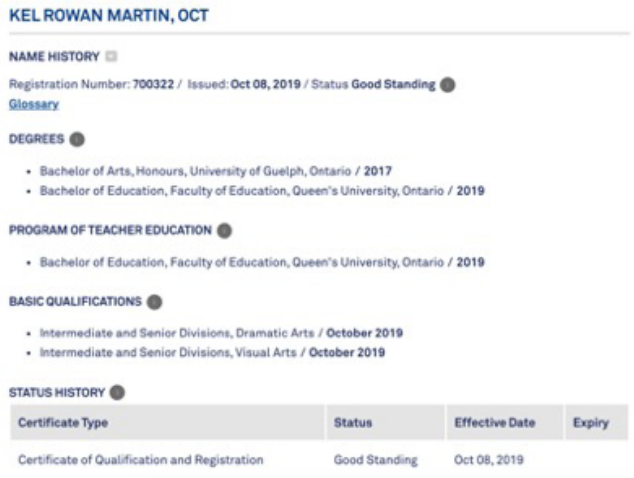 KEL ROWAN MARTIN, OCT
NAME HISTORY
Registration Number: 700322 / Issued: Oct 08, 2019 / Status Good Standing
Glossary
DEGREES
• Bachelor of Arts, Honours, University of Guelph, Ontario / 2017
• Bachelor of Education, Faculty of Education, Queen's University, Ontario / 2019
PROGRAM OF TEACHER EDUCATION
• Bachelor of Education, Faculty of Education, Queen's University, Ontario / 2019
BASIC QUALIFICATIONS
• Intermediate and Senior Divisions, Dramatic Arts / October 2019
• Intermediate and Senior Divisions, Visual Arts / October 2019
STATUS HISTORY
Certificate Type Status Effective Date Expiry
Certificate of Qualification and Registration Good Standing Oct 08, 2019